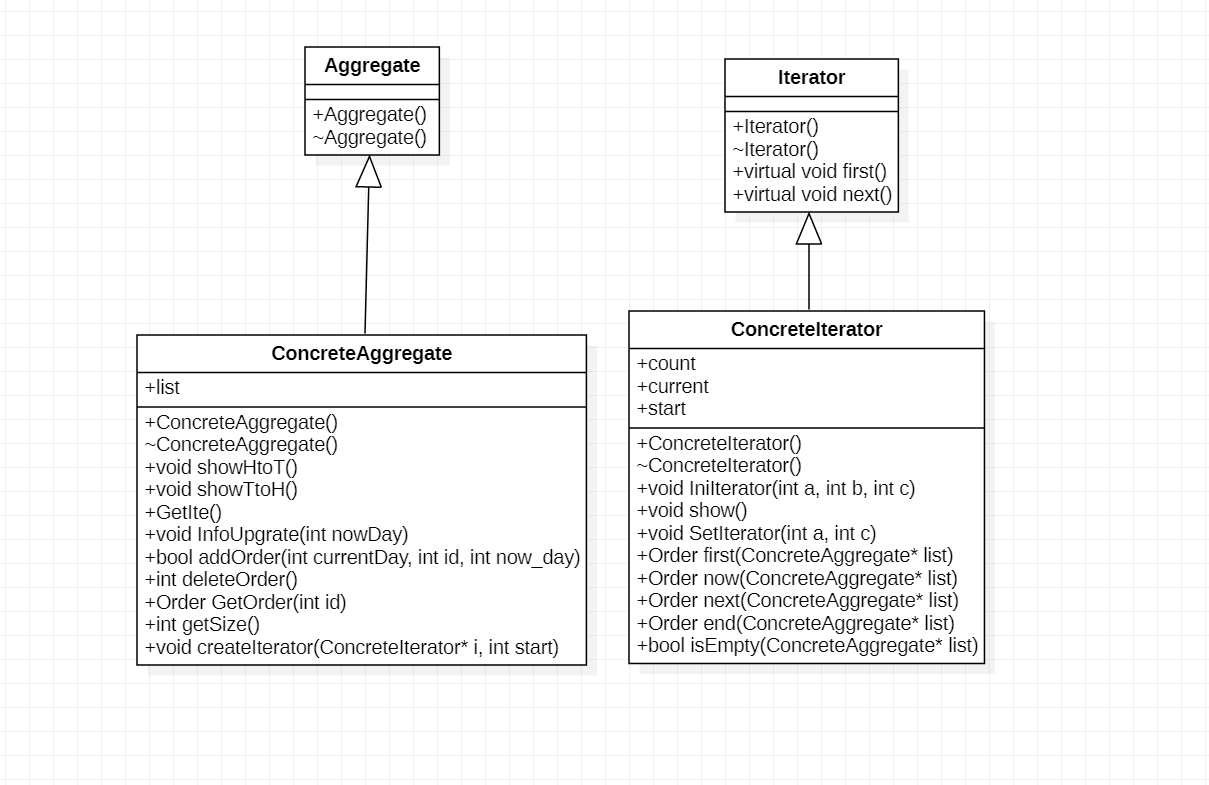 Aggregate
+Aggregate()
~Aggregate()
Iterator
+Iterator()
~Iterator()
+virtual void first()
+virtual void next()
ConcreteAggregate
+list
+ConcreteAggregate()
~ConcreteAggregate()
+void showHtoT()
+void showTtoH()
+GetIte()
+void InfoUpgrate(int nowDay)
+bool addOrder(int currentDay, int id, int now_day)
+int deleteOrder()
+Order GetOrder(int id)
+int getSize()
+void createIterator(ConcreteIterator* i, int start)
ConcreteIterator
+count
+current
+start
+ConcreteIterator()
~ConcreteIterator()
+void IniIterator(int a, int b, int c)
+void show()
+void SetIterator(int a, int c)
+Order first(ConcreteAggregate* list)
+Order now(ConcreteAggregate* list)
+Order next(ConcreteAggregate* list)
+Order end(ConcreteAggregate* list)
+bool isEmpty(ConcreteAggregate* list)